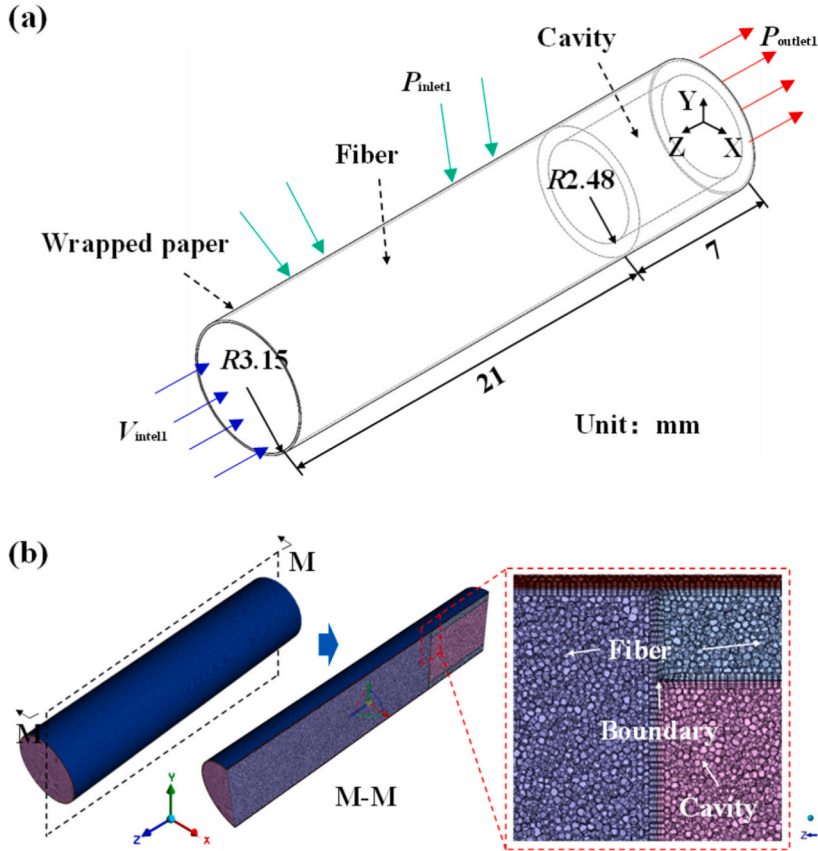 (a)
Cavity
Poutlet1
Pinlet1
Y
Z
X
Fiber
R2.48
Wrapped paper
7
R3.15
21
Vintel1
Unit: mm
(b)
M
M
Fiber
Boundary
Cavity
M-M
Y
Z
X
Z